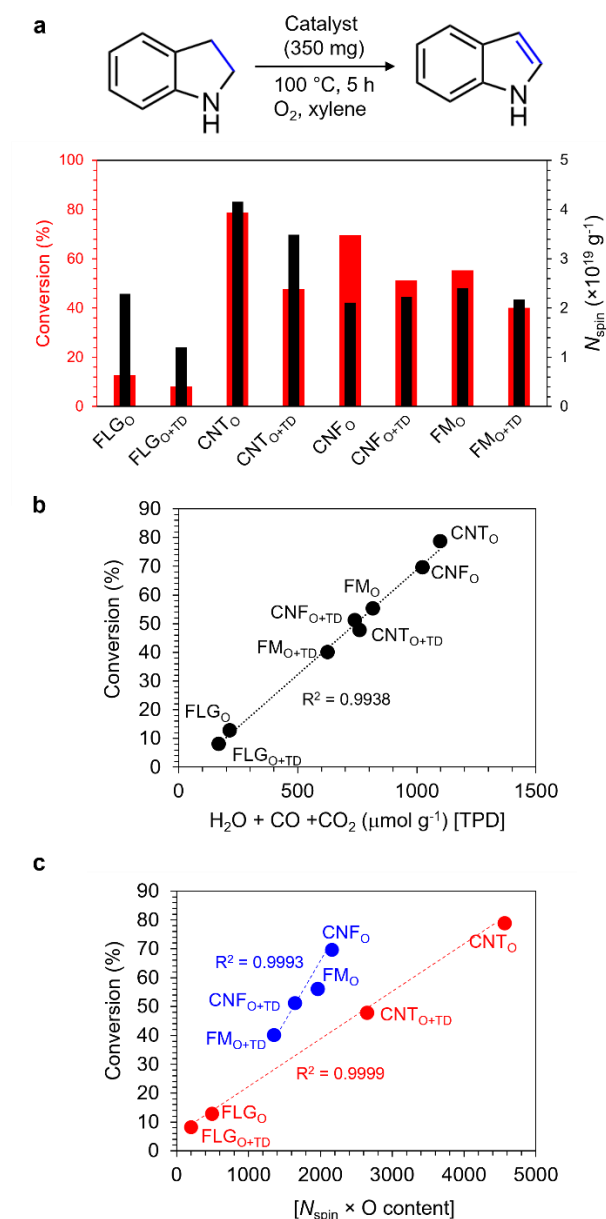 a
Catalyst
(350 mg)
100 °C, 5 h
O₂, xylene
N
H
N
H
Conversion (%)
100
80
60
40
20
0
5
4
3
2
1
0
Nspin (×10¹⁹ g⁻¹)
FLGO
FLGO+TD
CNTO
CNTO+TD
CNFO
CNFO+TD
FMO
FMO+TD
b
Conversion (%)
90
80
70
60
50
40
30
20
10
0
CNTO
CNFO
FMO
CNFO+TD
CNTO+TD
FMO+TD
R² = 0.9938
FLGO
FLGO+TD
0 500 1000 1500
H₂O + CO +CO₂ (μmol g⁻¹) [TPD]
c
Conversion (%)
90
80
70
60
50
40
30
20
10
0
CNFO
CNTO
R² = 0.9993
FMO
CNFO+TD
CNTO+TD
FMO+TD
R² = 0.9999
FLGO
FLGO+TD
0 1000 2000 3000 4000 5000
[Nspin × O content]